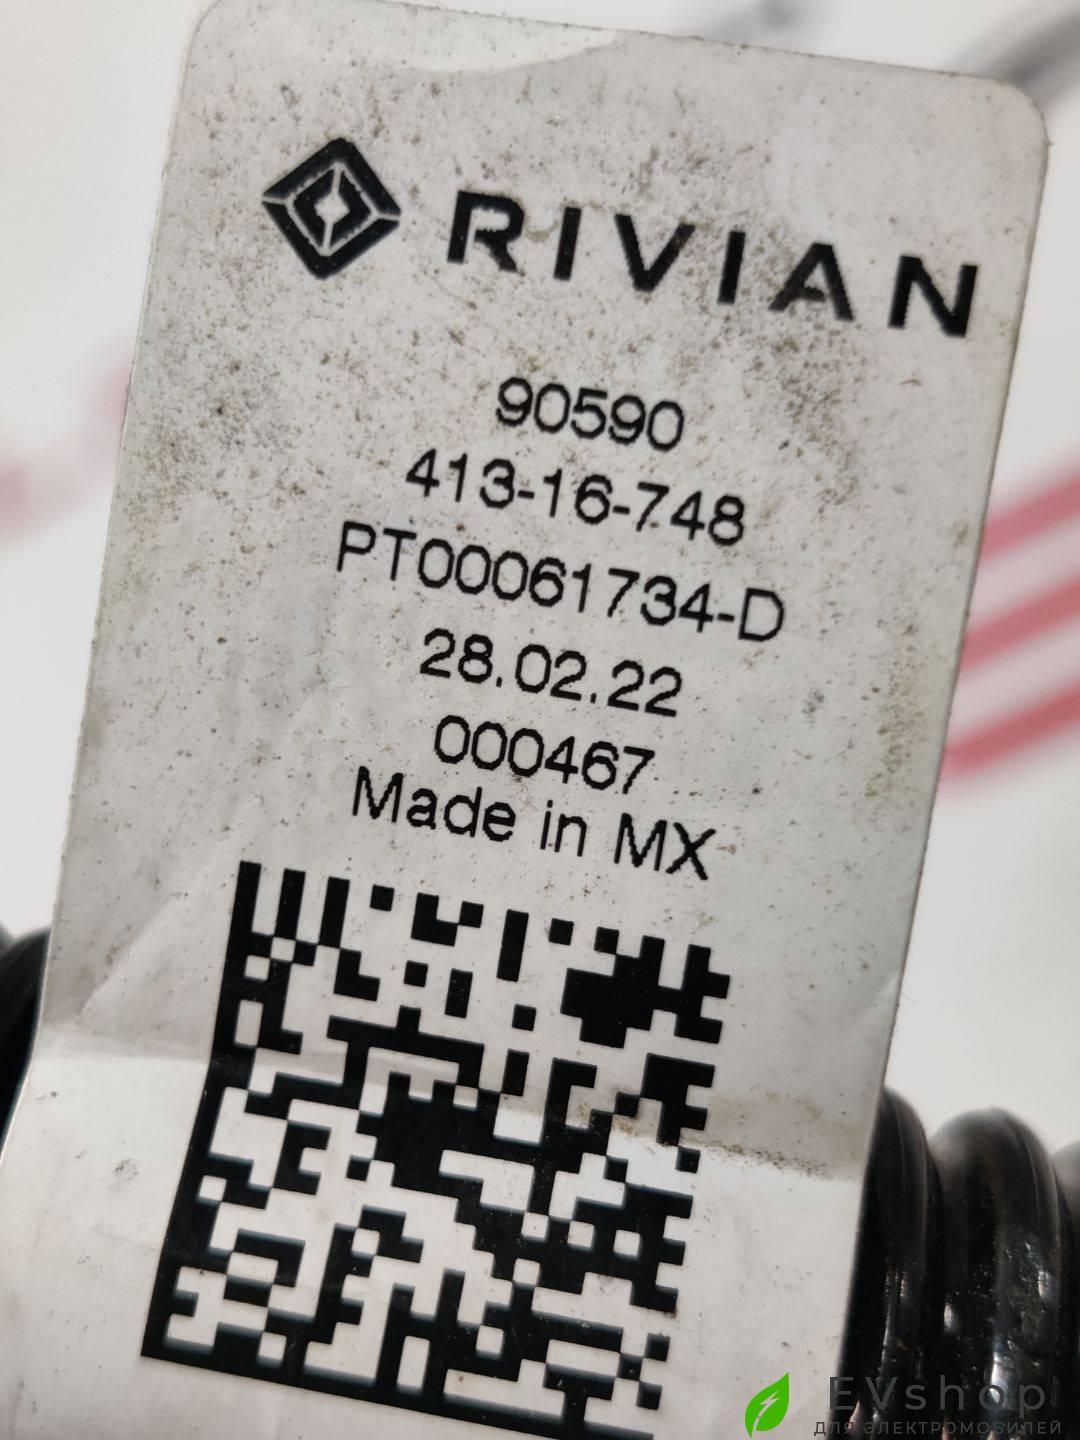 RIVIAN
90590
413-16-748
PT00061734-D
28.02.22
000467
Made in MX
EVshop
ДЛЯ ЭЛЕКТРОМОБИЛЕЙ